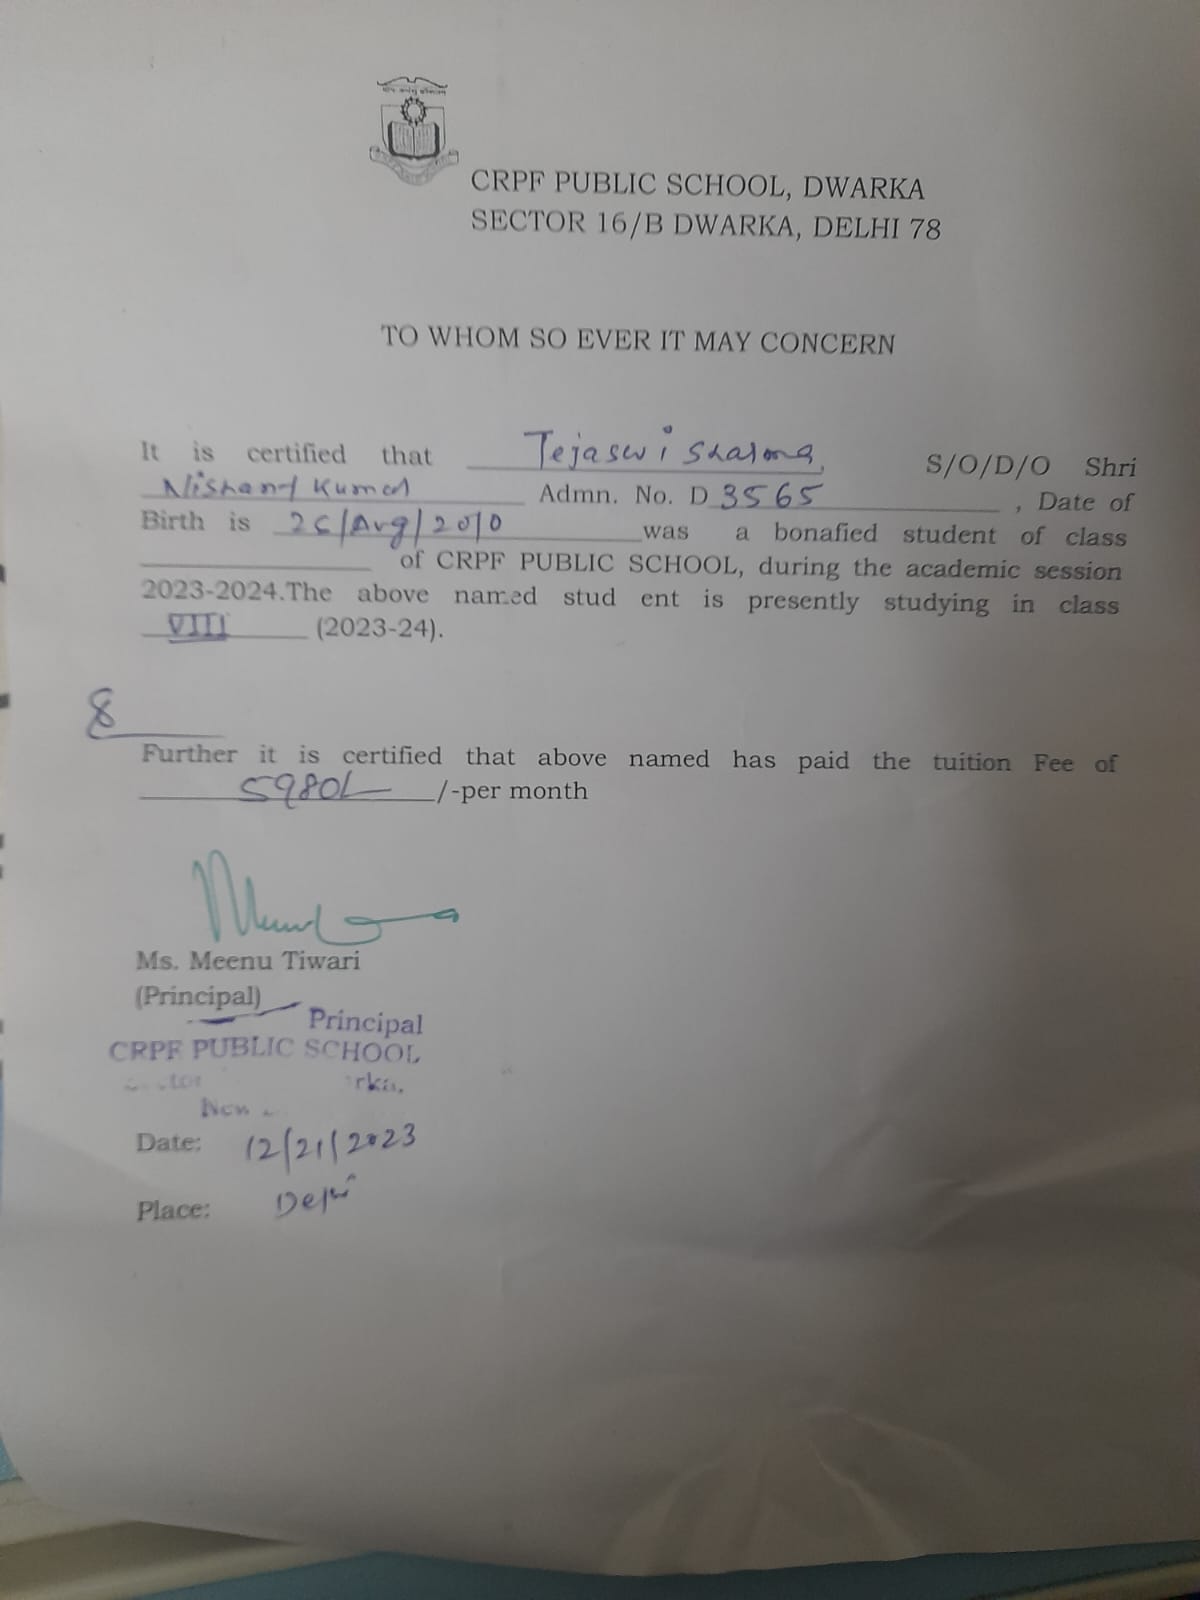 CRPF PUBLIC SCHOOL, DWARKA
SECTOR 16/B DWARKA, DELHI 78
TO WHOM SO EVER IT MAY CONCERN
It is certified that Tejaswi Sharma, S/O/D/O Shri
Nishant Kumar Admn. No. D 3565, Date of
Birth is 26/Aug/2010 was a bonafied student of class
of CRPF PUBLIC SCHOOL, during the academic session
2023-2024.The above named stud ent is presently studying in class
VIII (2023-24).
8
Further it is certified that above named has paid the tuition Fee of
5980/- /-per month
Ms. Meenu Tiwari
(Principal)
Principal
CRPF PUBLIC SCHOOL
New
Date: 12/21/2023
Place: Delhi